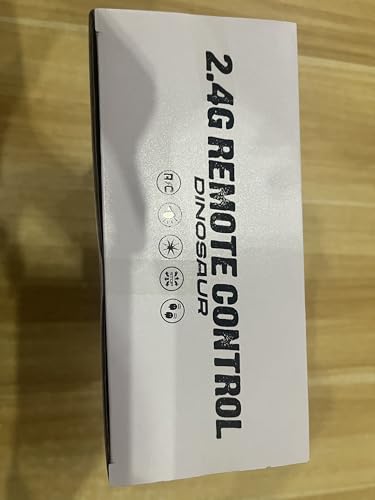 2.4G REMOTE CONTROL
DINOSAUR
R/C